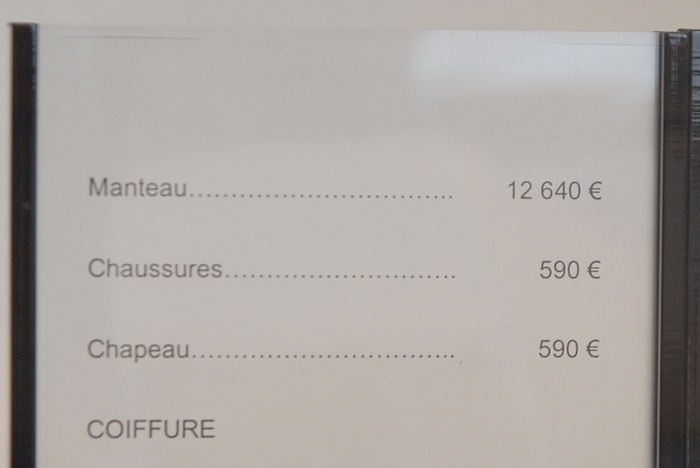 Manteau.............................. 12 640 €
Chaussures........................... 590 €
Chapeau............................... 590 €
COIFFURE